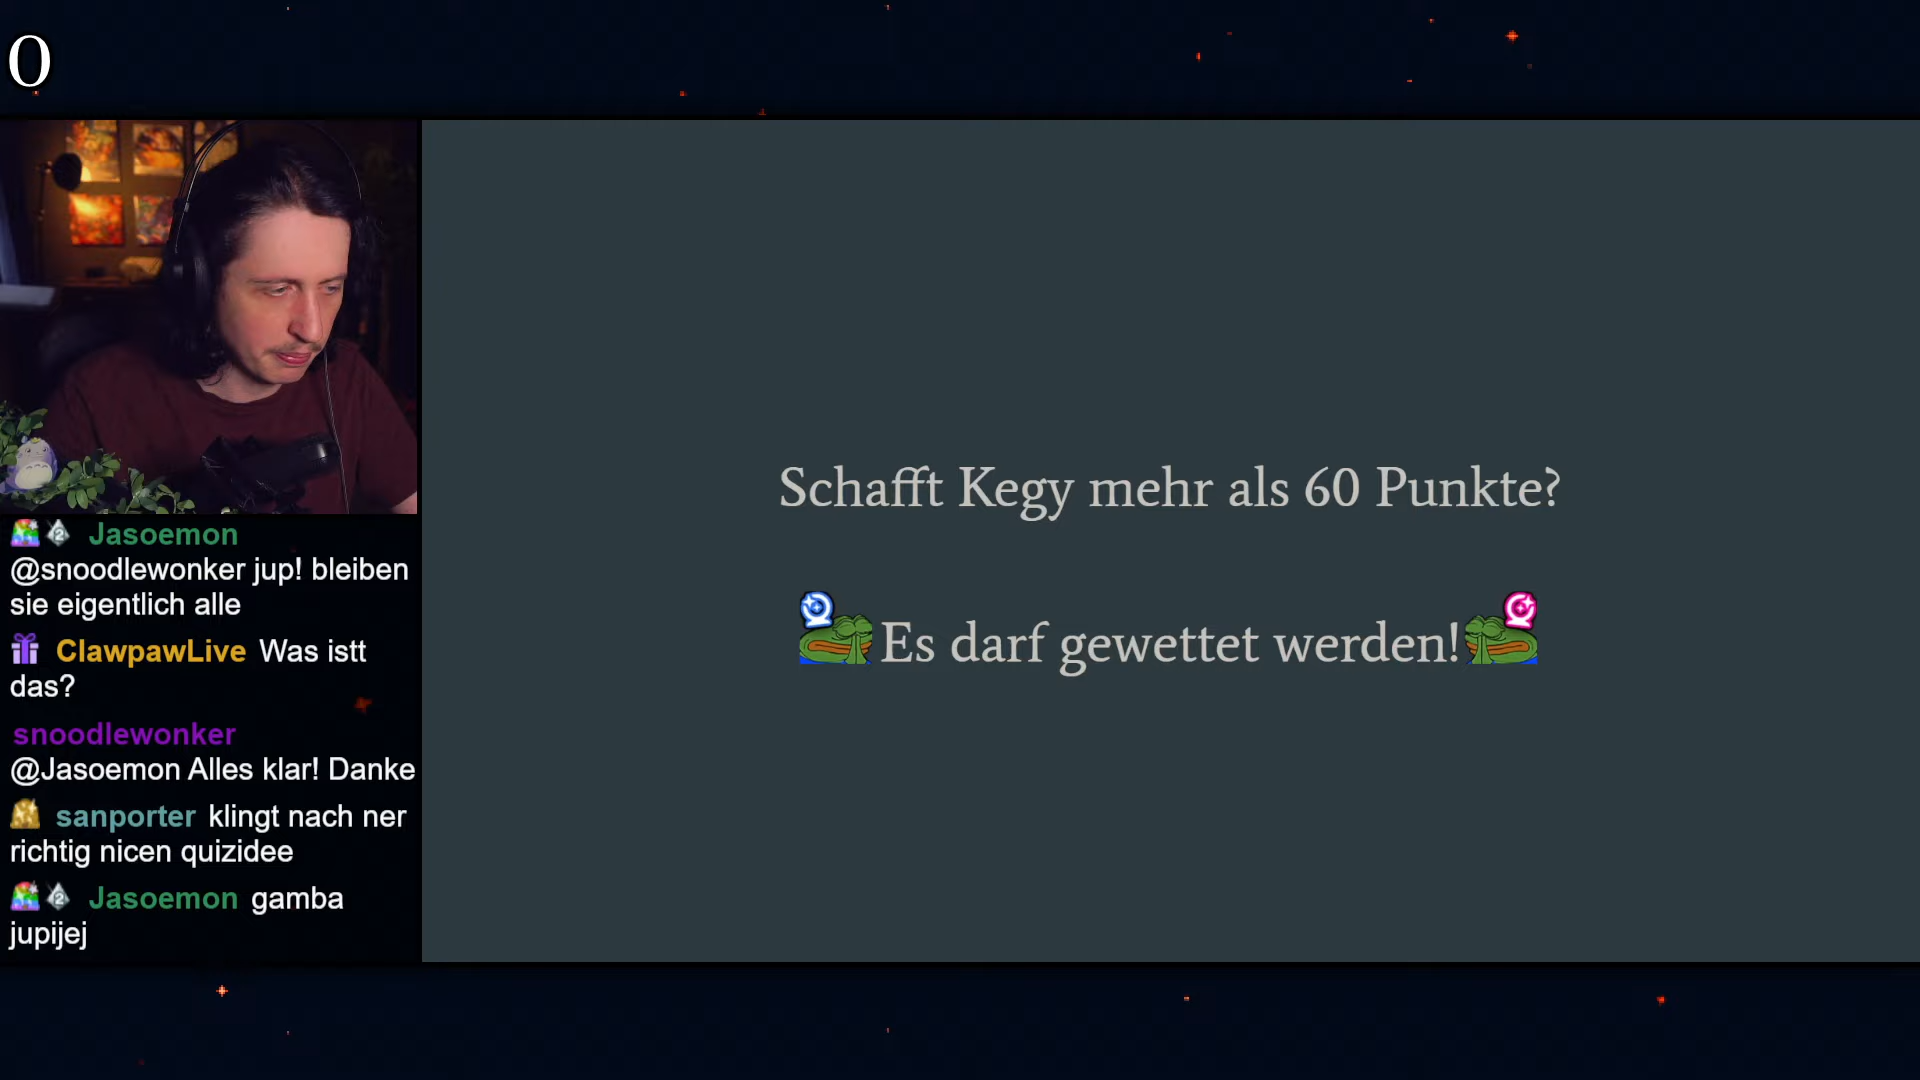 0
Jasoemon
@snoodlewonker jup! bleiben
sie eigentlich alle
ClawpawLive Was istt
das?
snoodlewonker
@Jasoemon Alles klar! Danke
sanporter klingt nach ner
richtig nicen quizidee
Jasoemon gamba
jupijej
Schafft Kegy mehr als 60 Punkte?
Es darf gewettet werden!